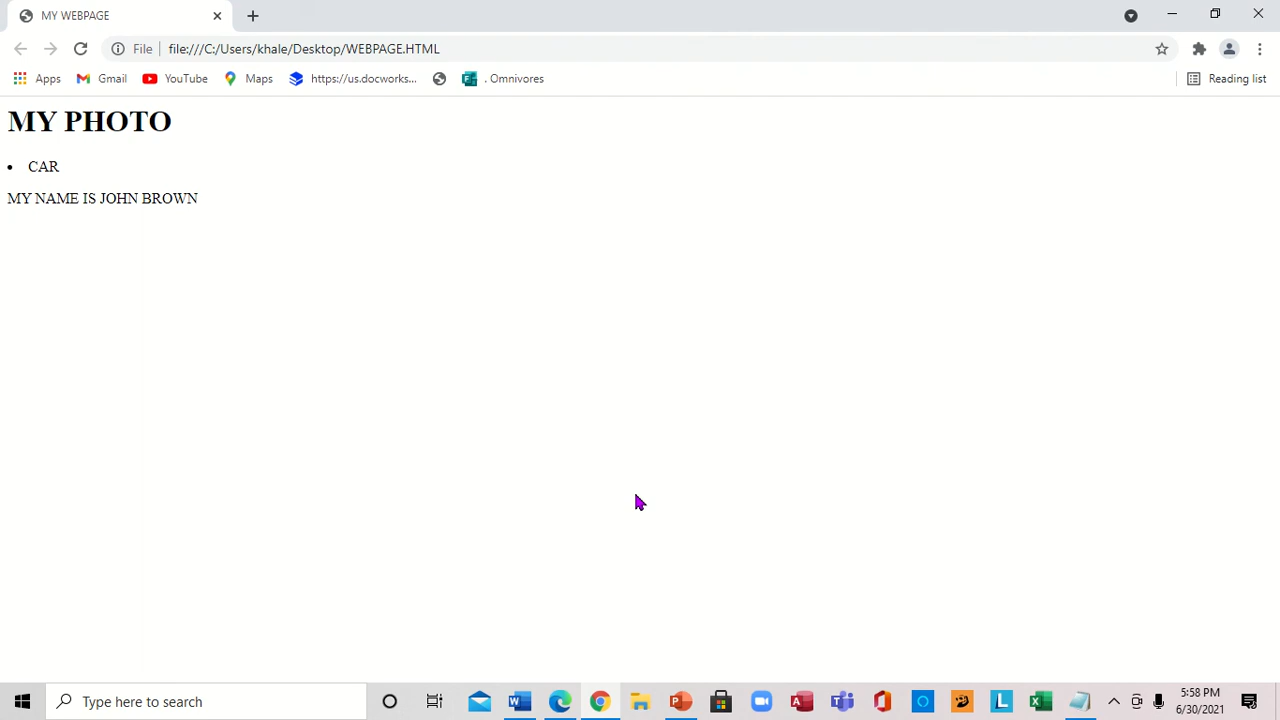 MY WEBPAGE
File file:///C:/Users/khale/Desktop/WEBPAGE.HTML
Apps Gmail YouTube Maps https://us.docworks... . Omnivores Reading list
MY PHOTO
• CAR
MY NAME IS JOHN BROWN
Type here to search
5:58 PM
6/30/2021